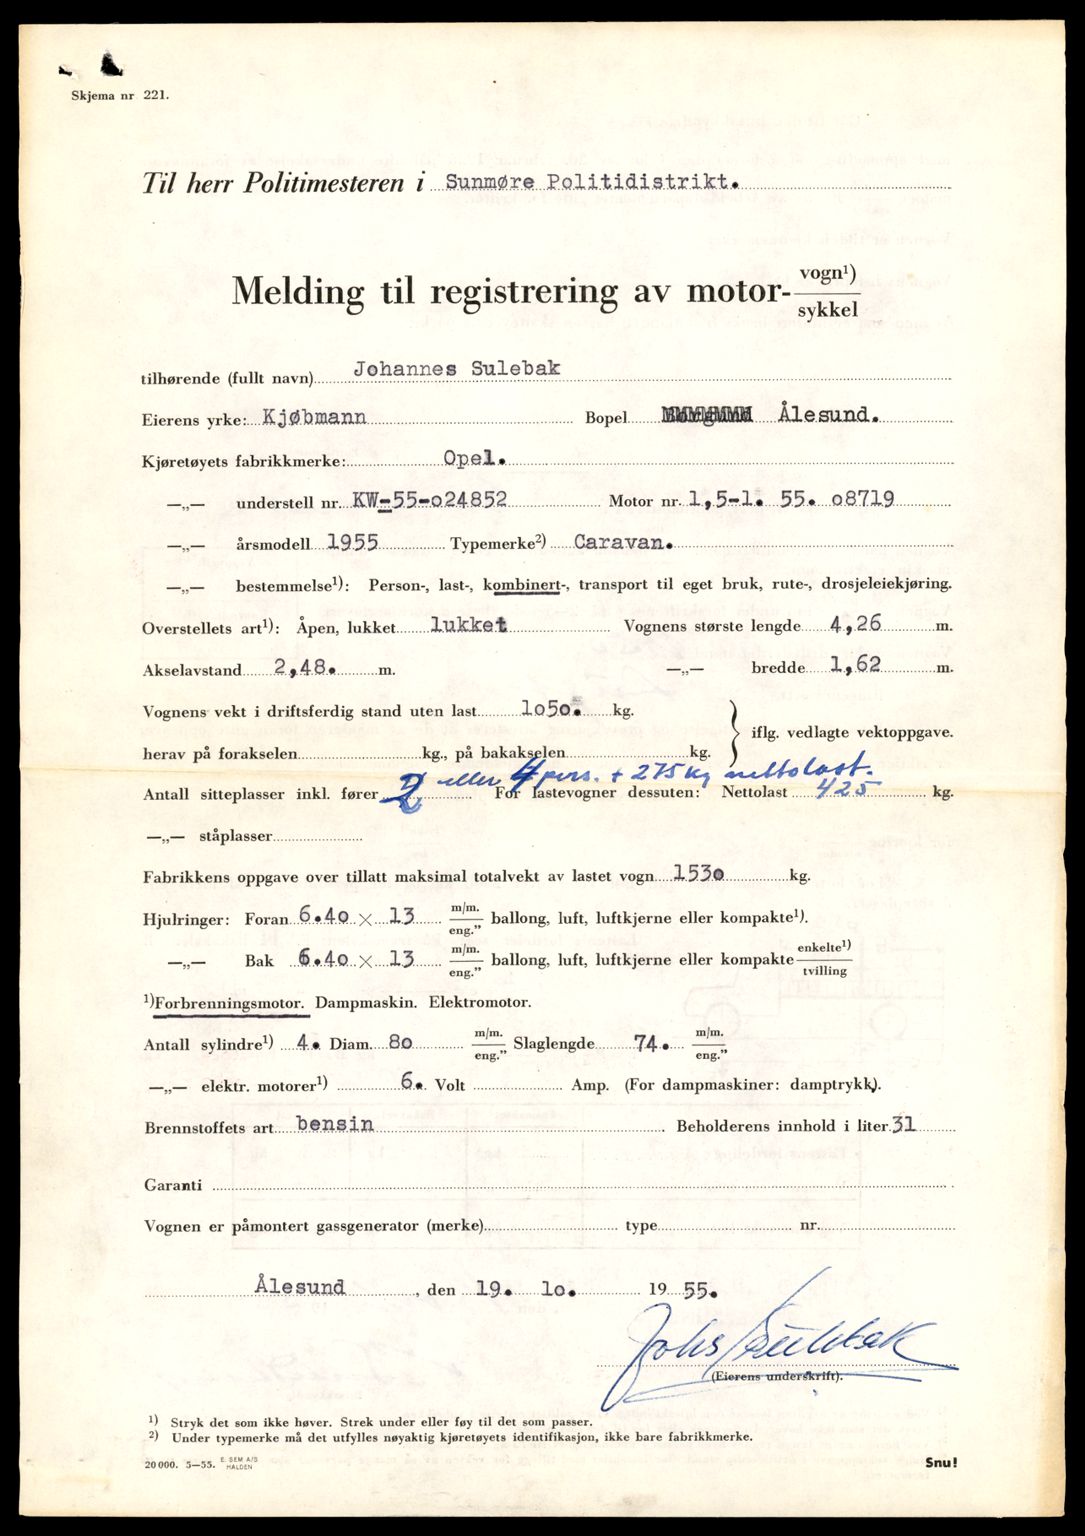 Skjema nr 221.
Til herr Politimesteren i Sunmøre Politidistrikt.
Melding til registrering av motor- vogn¹) sykkel
tilhørende (fullt navn) Johannes Sulebak
Eierens yrke: Kjøbmann Bopel Ålesund.
Kjøretøyets fabrikkmerke: Opel.
—„— understell nr. KW-55-o24852 Motor nr. 1,5-1. 55. o8719
—„— årsmodell 1955 Typemerke²) Caravan.
—„— bestemmelse¹): Person-, last-, kombinert-, transport til eget bruk, rute-, drosjeleiekjøring.
Overstellets art¹): Åpen, lukket lukket Vognens største lengde 4,26 m.
Akselavstand 2,48. m. —„— bredde 1,62 m.
Vognens vekt i driftsferdig stand uten last 1o5o. kg.
iflg. vedlagte vektoppgave.
herav på forakselen kg., på bakakselen kg.
2 eller 4 pers. + 275 kg nettolast.
Antall sitteplasser inkl. fører For lastevogner dessuten: Nettolast 425 kg.
—„— ståplasser
Fabrikkens oppgave over tillatt maksimal totalvekt av lastet vogn 153o kg.
Hjulringer: Foran 6.4o × 13 m/m. eng.” ballong, luft, luftkjerne eller kompakte¹).
—„— Bak 6.4o × 13 m/m. eng.” ballong, luft, luftkjerne eller kompakte enkelte¹) tvilling
¹)Forbrenningsmotor. Dampmaskin. Elektromotor.
Antall sylindre¹) 4. Diam. 8o m/m. eng.” Slaglengde 74. m/m. eng.”
—„— elektr. motorer¹) 6. Volt Amp. (For dampmaskiner: damptrykk).
Brennstoffets art bensin Beholderens innhold i liter 31
Garanti
Vognen er påmontert gassgenerator (merke) type nr.
Ålesund, den 19. 1o. 19 55.
Johs Sulebak
(Eierens underskrift).
¹) Stryk det som ikke høver. Strek under eller føy til det som passer.
²) Under typemerke må det utfylles nøyaktig kjøretøyets identifikasjon, ikke bare fabrikkmerke.
20 000. 5—55. E. SEM A/S HALDEN
Snu!